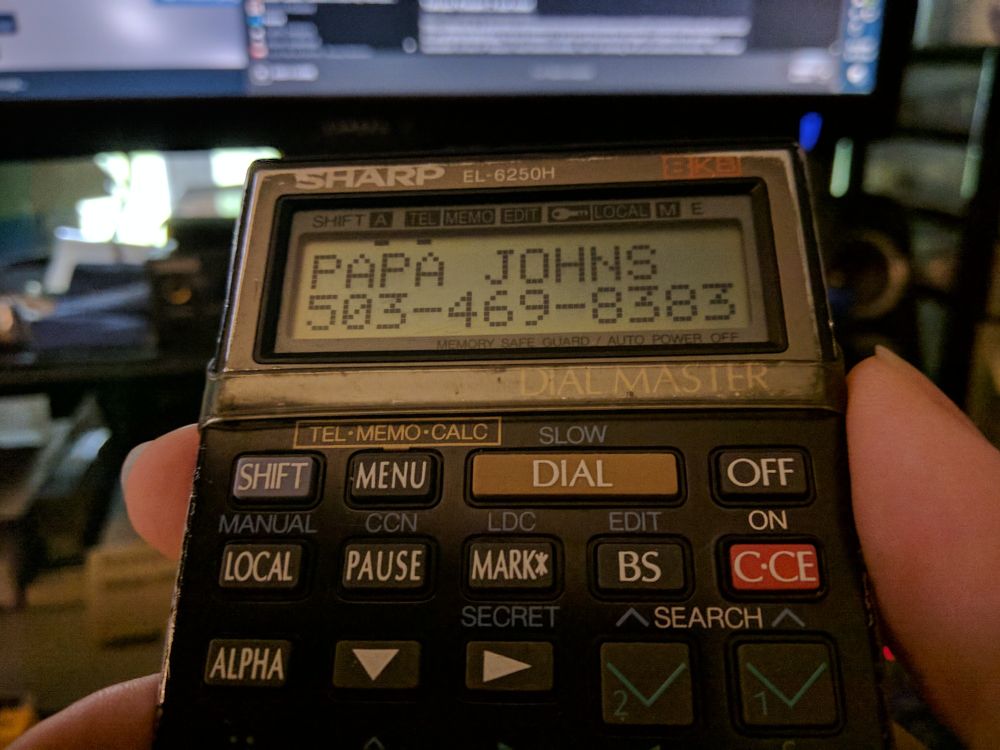 SHARP EL-6250H 8KB
SHIFT A TEL MEMO EDIT LOCAL M E
PAPA JOHNS
503-469-8383
MEMORY SAFE GUARD / AUTO POWER OFF
DIAL MASTER
TEL•MEMO•CALC SLOW
SHIFT MENU DIAL OFF
MANUAL CCN LDC EDIT ON
LOCAL PAUSE MARK* BS C•CE
SECRET SEARCH
ALPHA
2 1